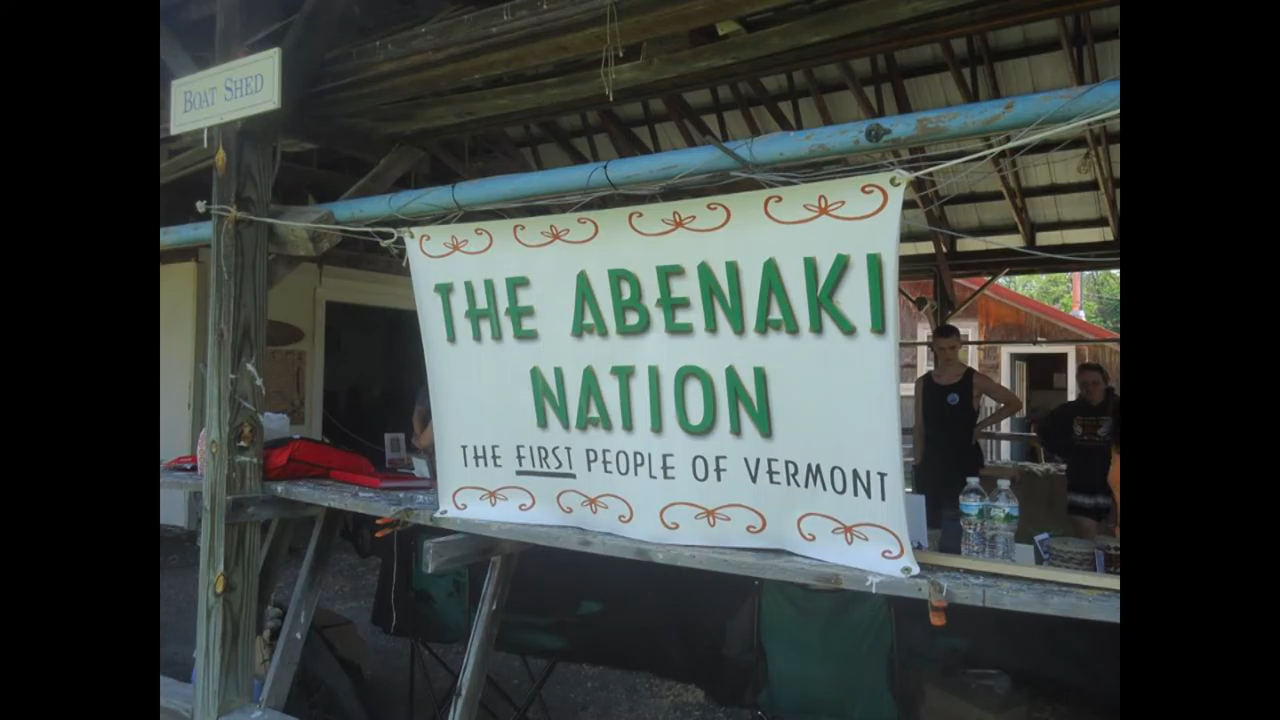 BOAT SHED
THE ABENAKI
NATION
THE FIRST PEOPLE OF VERMONT